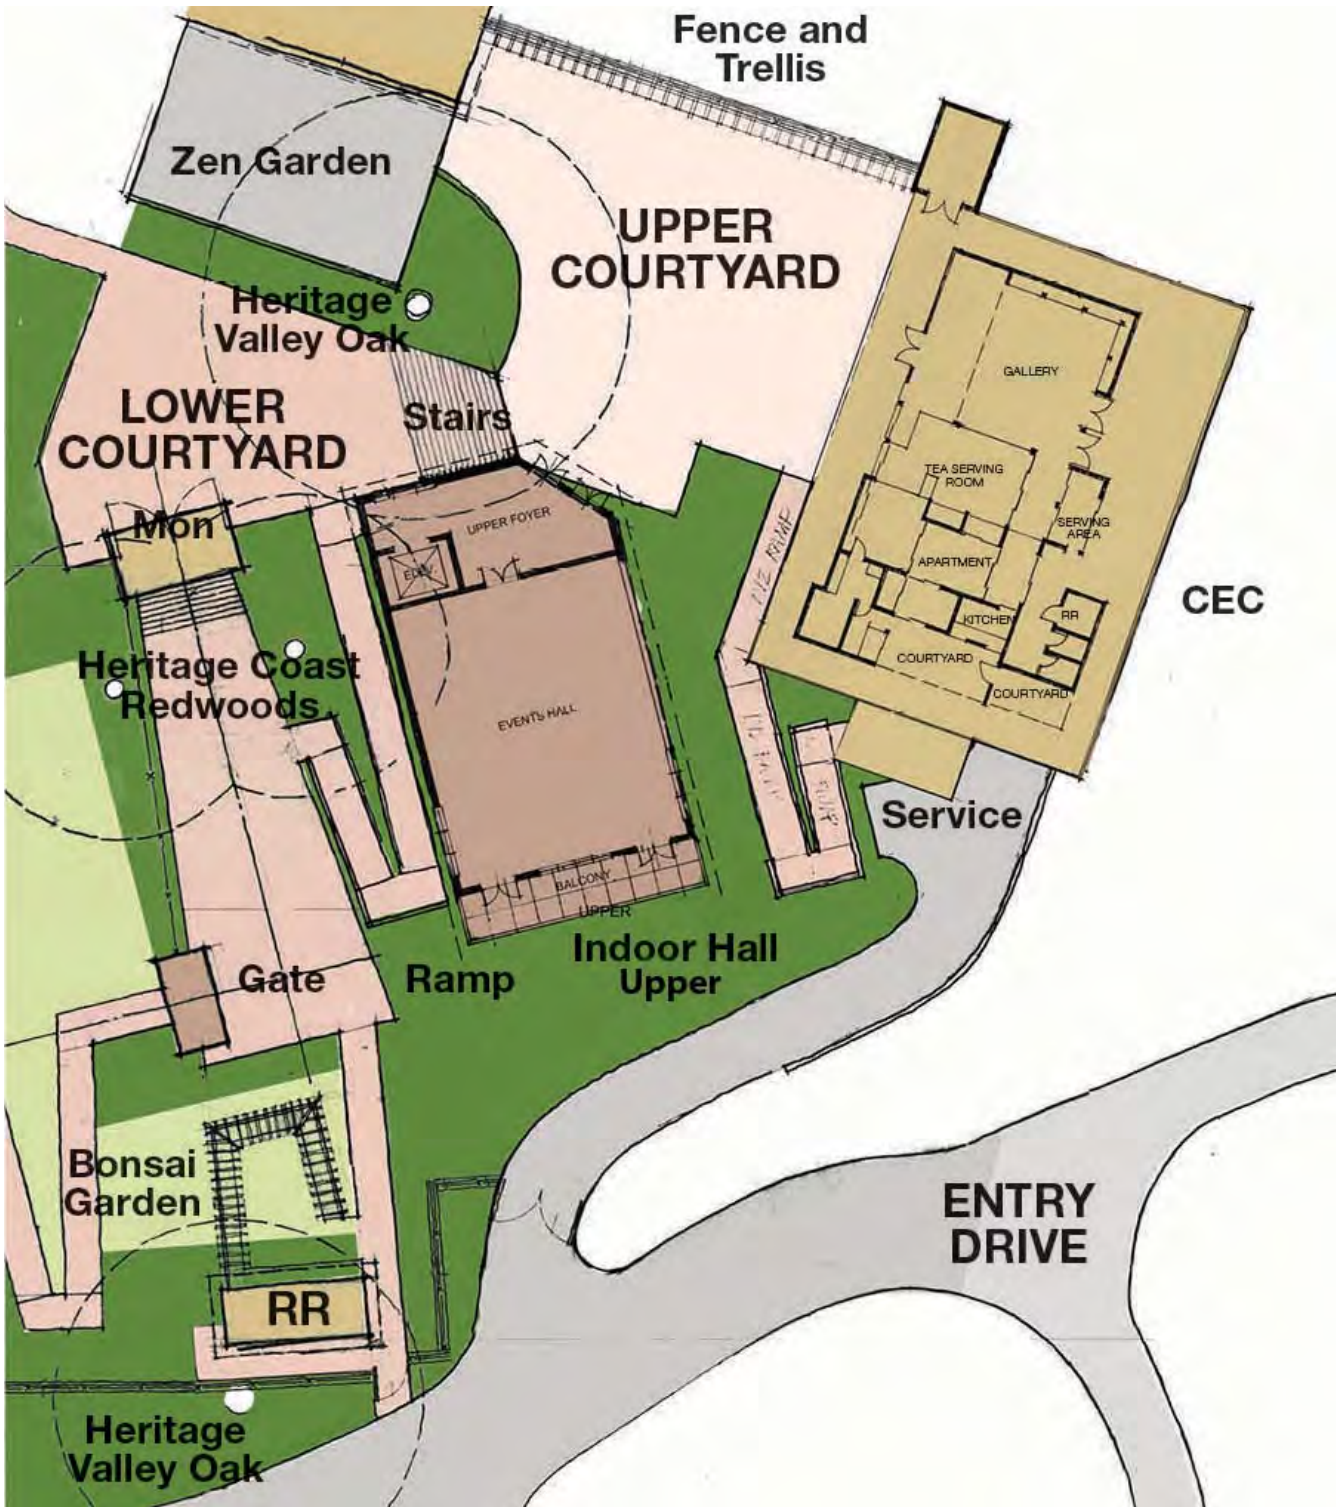 Fence and
Trellis
Zen Garden
UPPER
COURTYARD
Heritage
Valley Oak
GALLERY
LOWER
COURTYARD
Stairs
TEA SERVING
ROOM
Mon
UPPER FOYER
SERVING
AREA
ELEV.
APARTMENT
CEC
KITCHEN
RR
Heritage Coast
Redwoods
COURTYARD
COURTYARD
EVENTS HALL
Service
BALCONY
UPPER
Indoor Hall
Upper
Gate
Ramp
Bonsai
Garden
ENTRY
DRIVE
RR
Heritage
Valley Oak